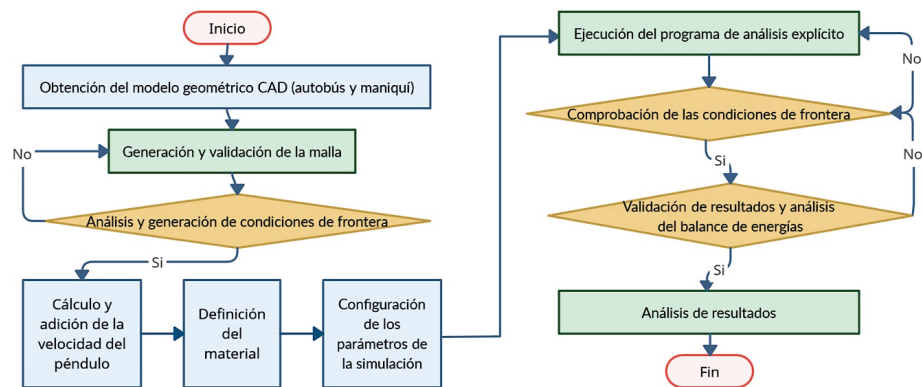 Inicio
Obtención del modelo geométrico CAD (autobús y maniquí)
Generación y validación de la malla
No
Análisis y generación de condiciones de frontera
Si
Cálculo y
adición de la
velocidad del
péndulo
Definición
del
material
Configuración
de los
parámetros de
la simulación
Ejecución del programa de análisis explícito
No
Comprobación de las condiciones de frontera
Si
No
Validación de resultados y análisis
del balance de energías
Si
Análisis de resultados
Fin